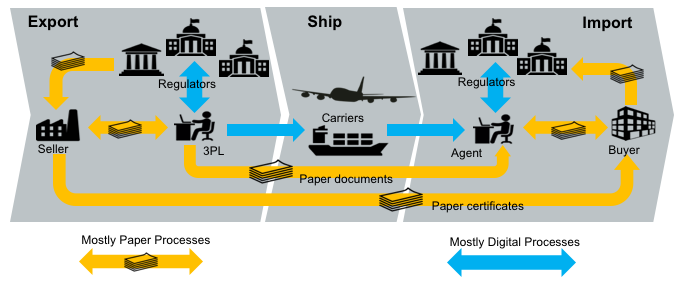 Export
Ship
Import
Regulators
Regulators
Carriers
Seller
3PL
Agent
Buyer
Paper documents
Paper certificates
Mostly Paper Processes
Mostly Digital Processes